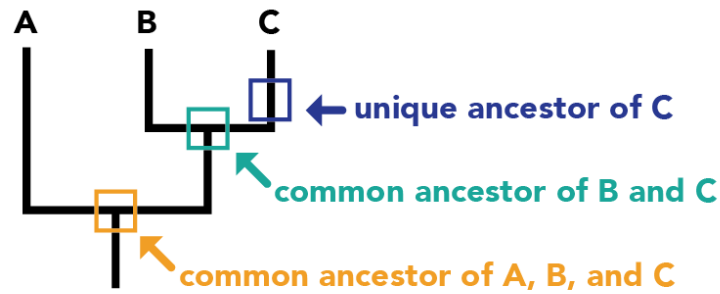 A B C
unique ancestor of C
common ancestor of B and C
common ancestor of A, B, and C